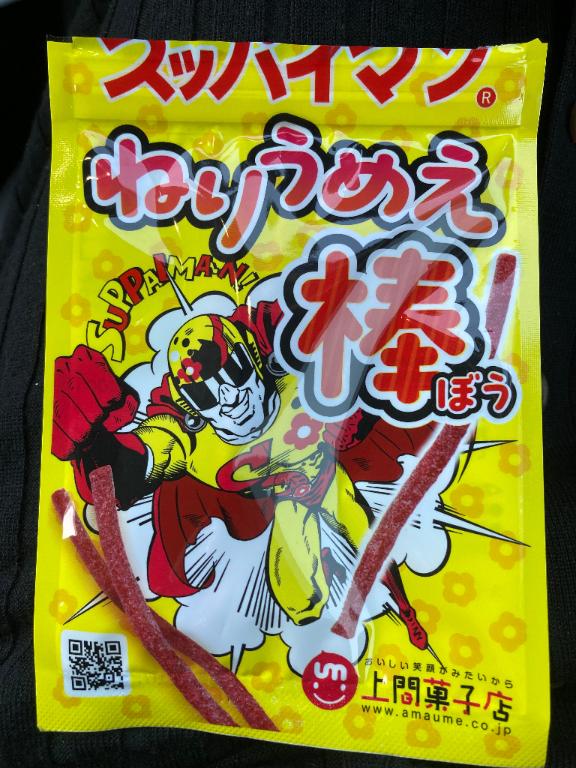 スッパイマン®
ねりうめえ
棒
ぼう
SUPPAIMA-N!
おいしい笑顔がみたいから
上間菓子店
www.amaume.co.jp